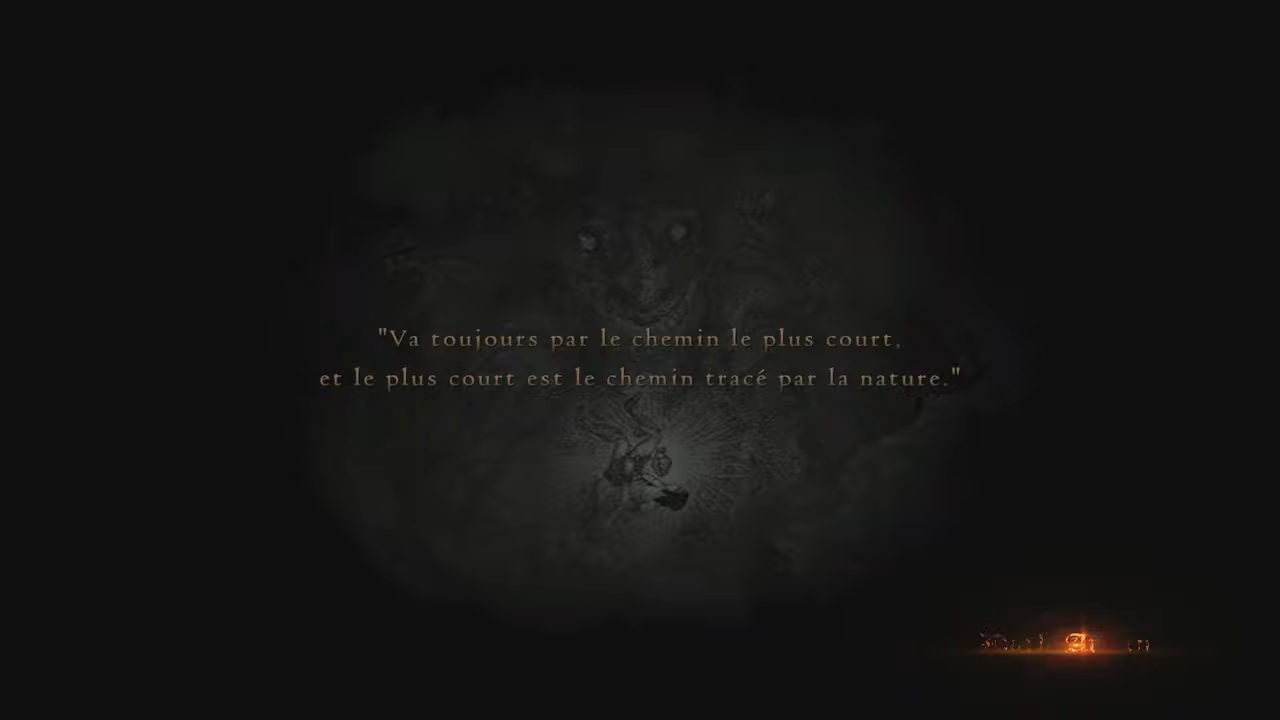 "Va toujours par le chemin le plus court,
et le plus court est le chemin tracé par la nature."